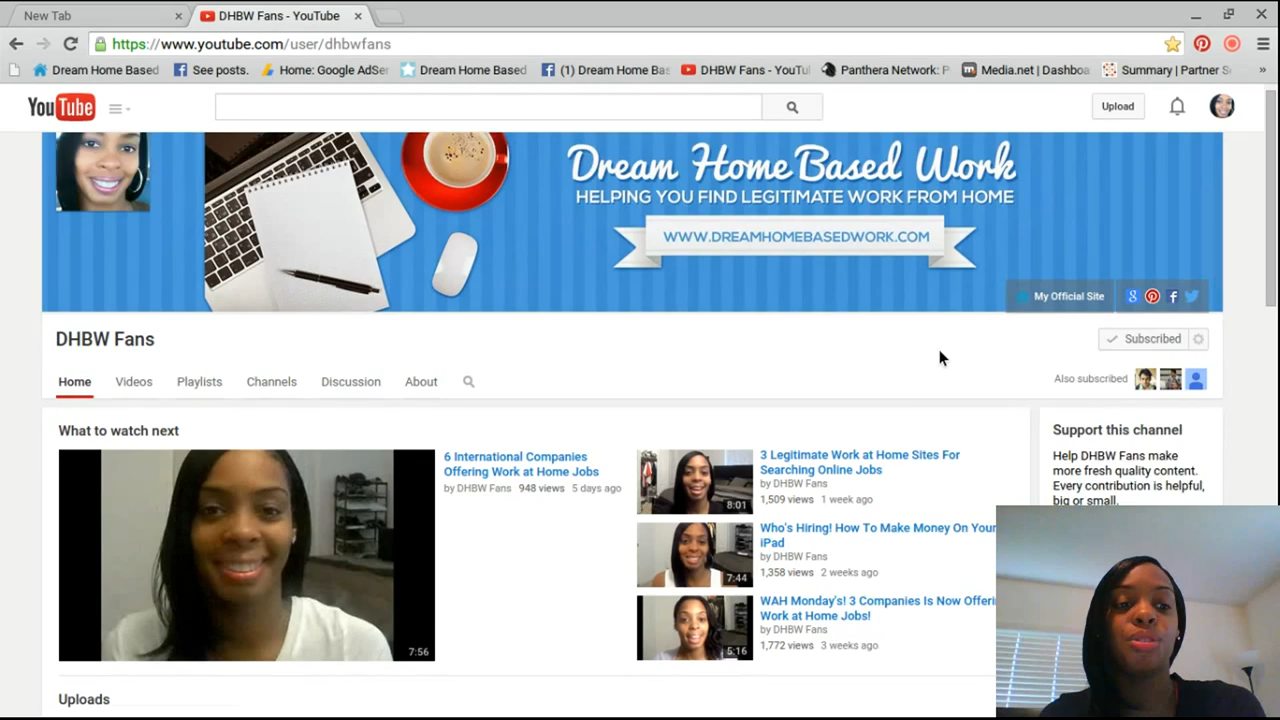 New Tab
DHBW Fans - YouTube
https://www.youtube.com/user/dhbwfans
Dream Home Based
See posts.
Home: Google AdSer
Dream Home Based
(1) Dream Home Bas
DHBW Fans - YouTu
Panthera Network: P
Media.net | Dashboa
Summary | Partner S
»
YouTube
Upload
Dream Home Based Work
HELPING YOU FIND LEGITIMATE WORK FROM HOME
WWW.DREAMHOMEBASEDWORK.COM
My Official Site
DHBW Fans
Subscribed
Home
Videos
Playlists
Channels
Discussion
About
Also subscribed
What to watch next
7:56
6 International Companies
Offering Work at Home Jobs
by DHBW Fans 948 views 5 days ago
8:01
3 Legitimate Work at Home Sites For
Searching Online Jobs
by DHBW Fans
1,509 views 1 week ago
7:44
Who's Hiring! How To Make Money On Your
iPad
by DHBW Fans
1,358 views 2 weeks ago
5:16
WAH Monday's! 3 Companies Is Now Offeri
Work at Home Jobs!
by DHBW Fans
1,772 views 3 weeks ago
Support this channel
Help DHBW Fans make
more fresh quality content.
Every contribution is helpful,
big or small.
Uploads